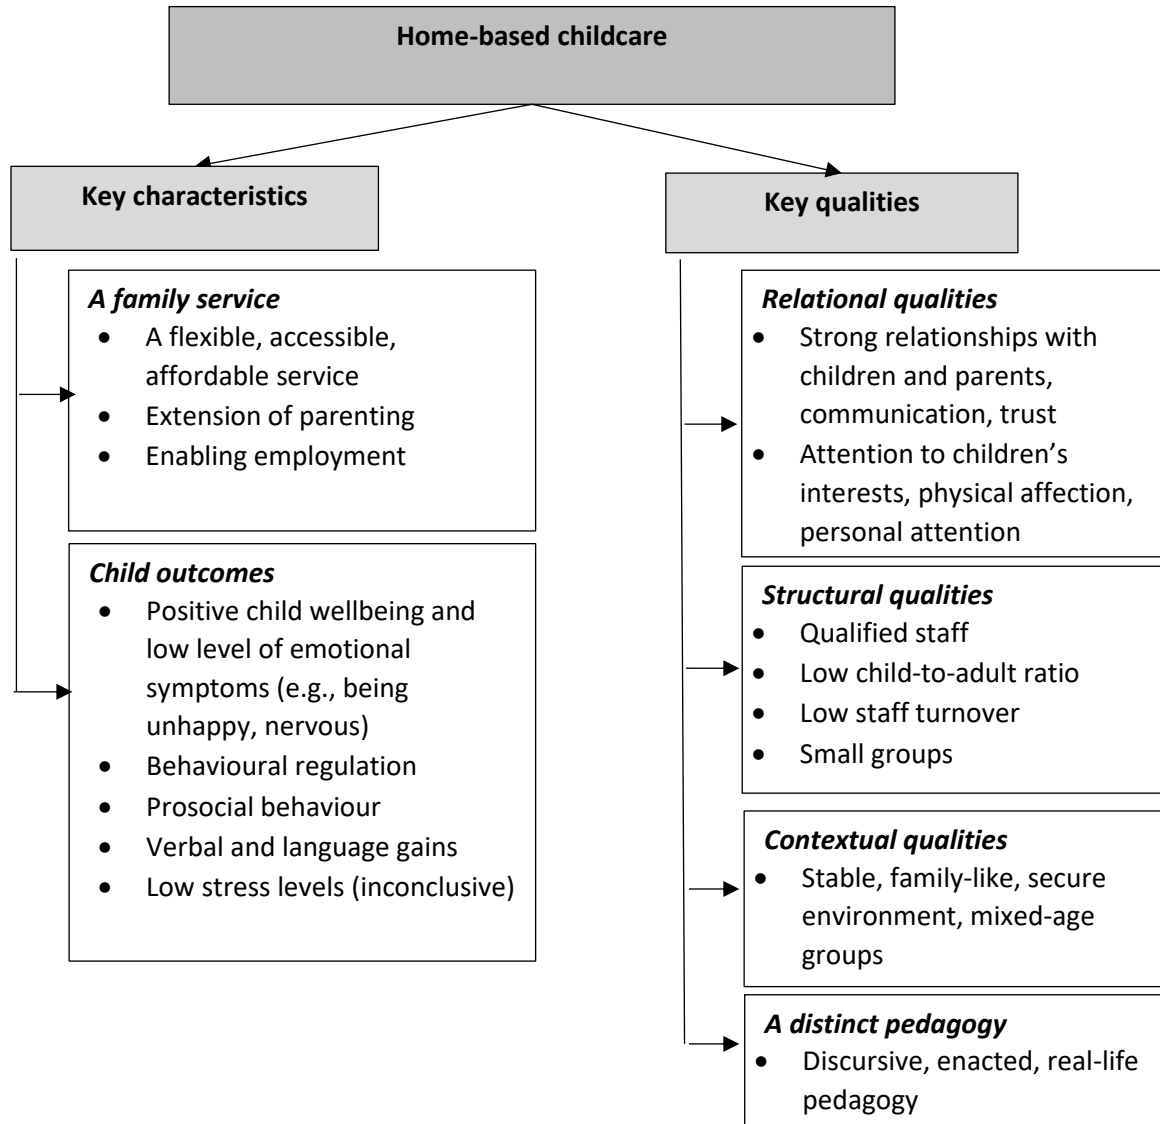 Home-based childcare
Key characteristics
A family service
• A flexible, accessible,
affordable service
• Extension of parenting
• Enabling employment
Child outcomes
• Positive child wellbeing and
low level of emotional
symptoms (e.g., being
unhappy, nervous)
• Behavioural regulation
• Prosocial behaviour
• Verbal and language gains
• Low stress levels (inconclusive)
Key qualities
Relational qualities
• Strong relationships with
children and parents,
communication, trust
• Attention to children’s
interests, physical affection,
personal attention
Structural qualities
• Qualified staff
• Low child-to-adult ratio
• Low staff turnover
• Small groups
Contextual qualities
• Stable, family-like, secure
environment, mixed-age
groups
A distinct pedagogy
• Discursive, enacted, real-life
pedagogy